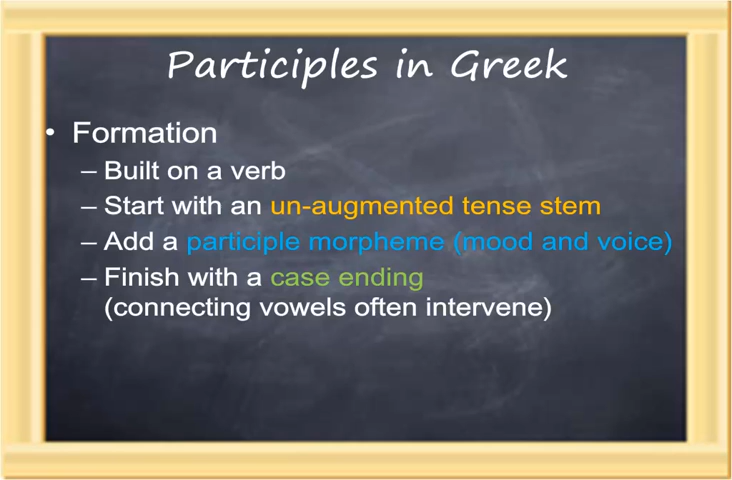 Participles in Greek
• Formation
– Built on a verb
– Start with an un-augmented tense stem
– Add a participle morpheme (mood and voice)
– Finish with a case ending
(connecting vowels often intervene)